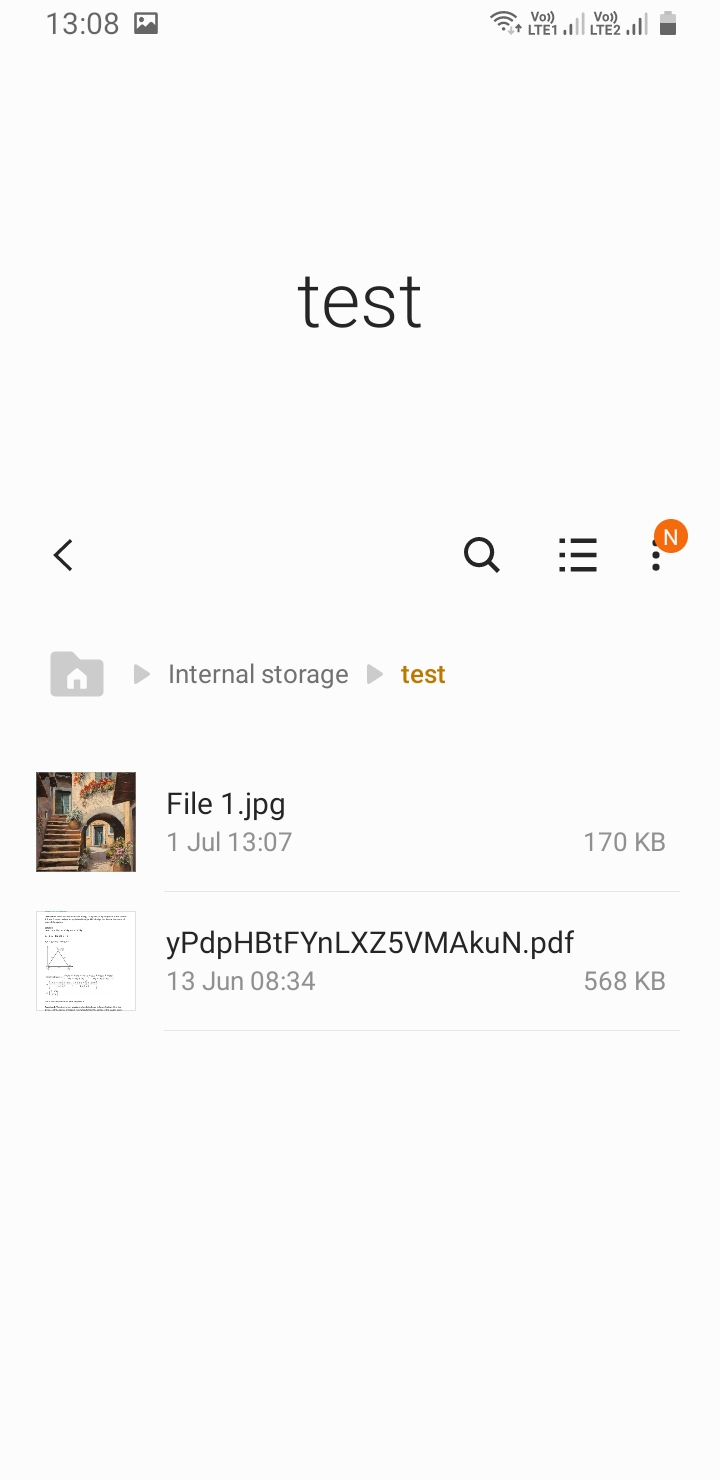 13:08
Vo)) LTE1 Vo)) LTE2
test
N
Internal storage
test
File 1.jpg
1 Jul 13:07
170 KB
yPdpHBtFYnLXZ5VMAkuN.pdf
13 Jun 08:34
568 KB